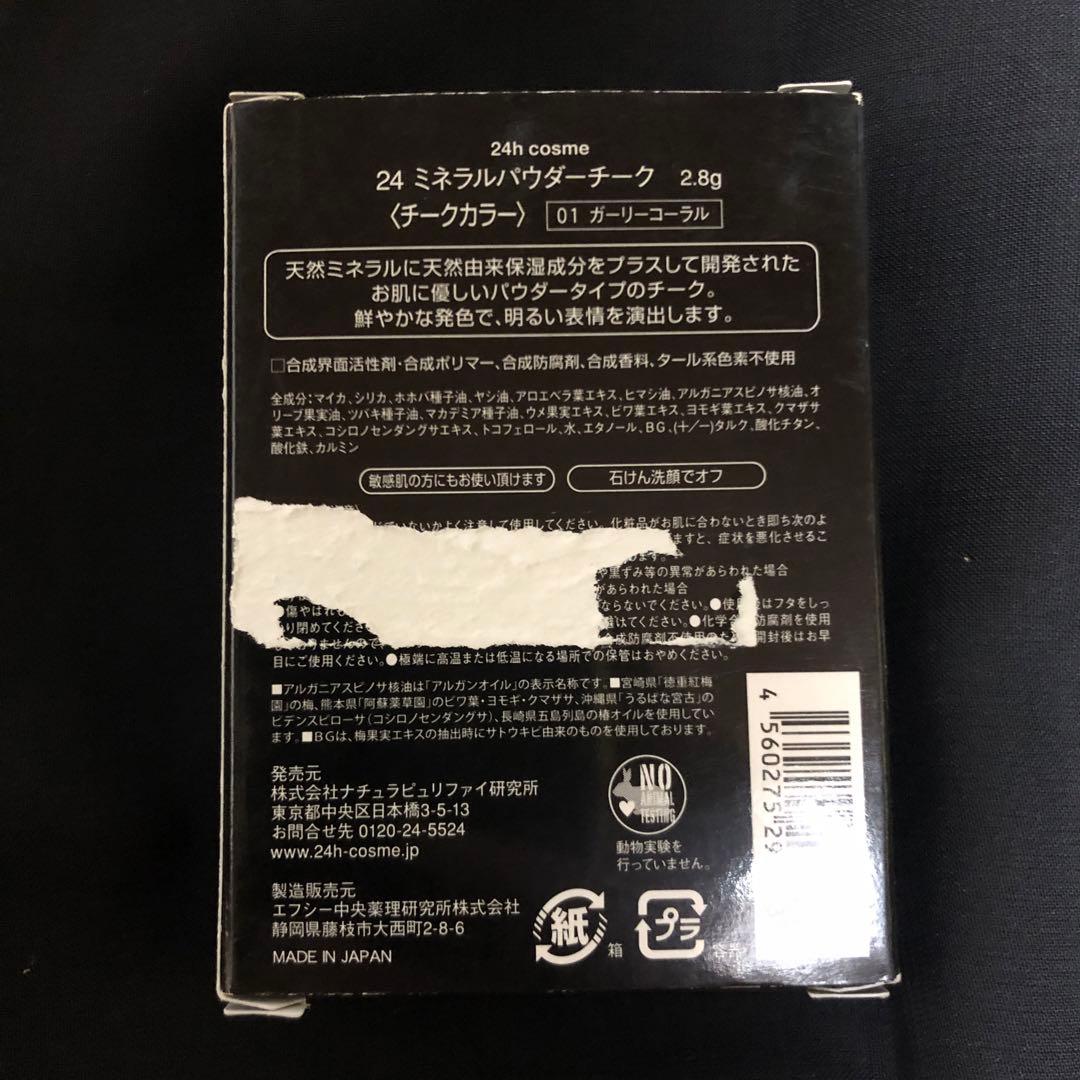 24h cosme
24 ミネラルパウダーチーク 2.8g
〈チークカラー〉 01 ガーリーコーラル
天然ミネラルに天然由来保湿成分をプラスして開発された
お肌に優しいパウダータイプのチーク。
鮮やかな発色で、明るい表情を演出します。
□合成界面活性剤・合成ポリマー、合成防腐剤、合成香料、タール系色素不使用
全成分：マイカ、シリカ、ホホバ種子油、ヤシ油、アロエベラ葉エキス、ヒマシ油、アルガニアスピノサ核油、オ
リーブ果実油、ツバキ種子油、マカデミア種子油、ウメ果実エキス、ビワ葉エキス、ヨモギ葉エキス、クマザサ
葉エキス、コシロノセンダングサエキス、トコフェロール、水、エタノール、BG、(＋/－)タルク、酸化チタン、
酸化鉄、カルミン
敏感肌の方にもお使い頂けます 石けん洗顔でオフ
じていないかよく注意して使用してください。化粧品がお肌に合わないとき即ち次のよ
ますと、症状を悪化させるこ
や黒ずみ等の異常があらわれた場合
があらわれた場合
●傷やはれも ならないでください。●使 後はフタをしっ
り閉めてくださ 避けてください。●化学合 防腐剤を使用
ありませんので、 合成防腐剤不使用のため 開封後はお早
目にご使用ください。●極端に高温または低温になる場所での保管はおやめください。
■アルガニアスピノサ核油は「アルガンオイル」の表示名称です。■宮崎県「徳重紅梅
園」の梅、熊本県「阿蘇薬草園」のビワ葉・ヨモギ・クマザサ、沖縄県「うるばな宮古」の
ビデンスピローサ（コシロノセンダングサ）、長崎県五島列島の椿オイルを使用してい
ます。■BGは、梅果実エキスの抽出時にサトウキビ由来のものを使用しております。
発売元
株式会社ナチュラピュリファイ研究所
東京都中央区日本橋3-5-13
お問合せ先 0120-24-5524
www.24h-cosme.jp
NO
ANIMAL
TESTING
動物実験を
行っていません。
製造販売元
エフシー中央薬理研究所株式会社
静岡県藤枝市大西町2-8-6
MADE IN JAPAN
紙 箱
プラ 容器
4 560275 29